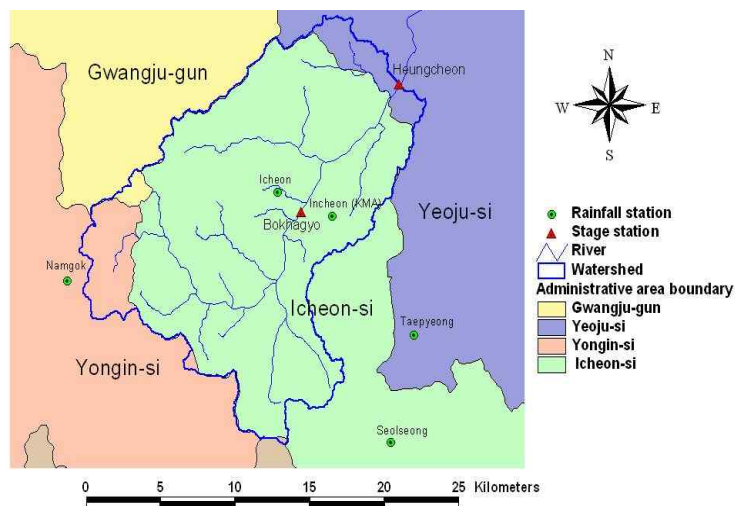 Gwangju-gun
Heungcheon
Icheon
Incheon (KMA)
Bokhagyo
Yeoju-si
Namgok
Icheon-si
Taepyeong
Yongin-si
Seolseong
N
W E
S
Rainfall station
Stage station
River
Watershed
Administrative area boundary
Gwangju-gun
Yeoju-si
Yongin-si
Icheon-si
0 5 10 15 20 25 Kilometers